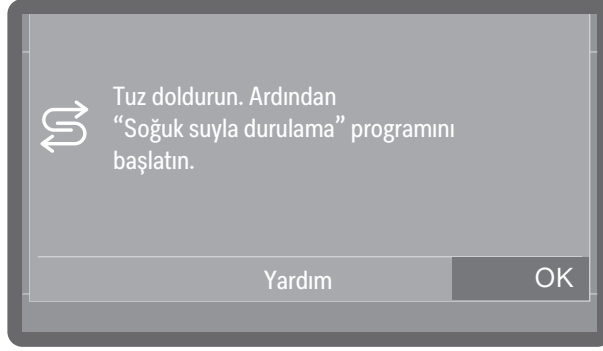 Tuz doldurun. Ardından
“Soğuk suyla durulama” programını
başlatın.
Yardım
OK